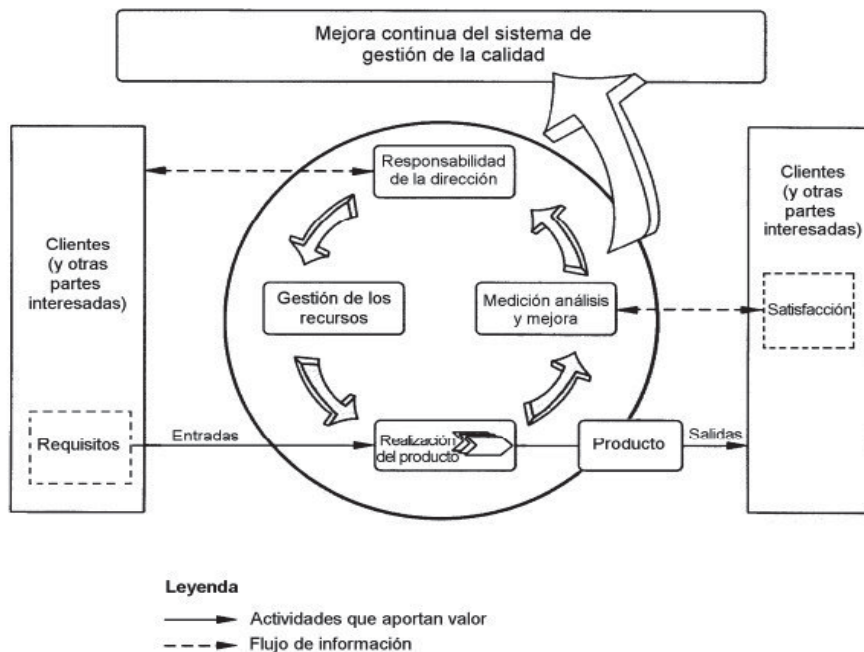 Mejora continua del sistema de
gestión de la calidad
Responsabilidad
de la dirección
Clientes
(y otras
partes
interesadas)
Clientes
(y otras
partes
interesadas)
Gestión de los
recursos
Medición análisis
y mejora
Satisfacción
Requisitos
Entradas
Realización
del producto
Producto
Salidas
Leyenda
Actividades que aportan valor
Flujo de información